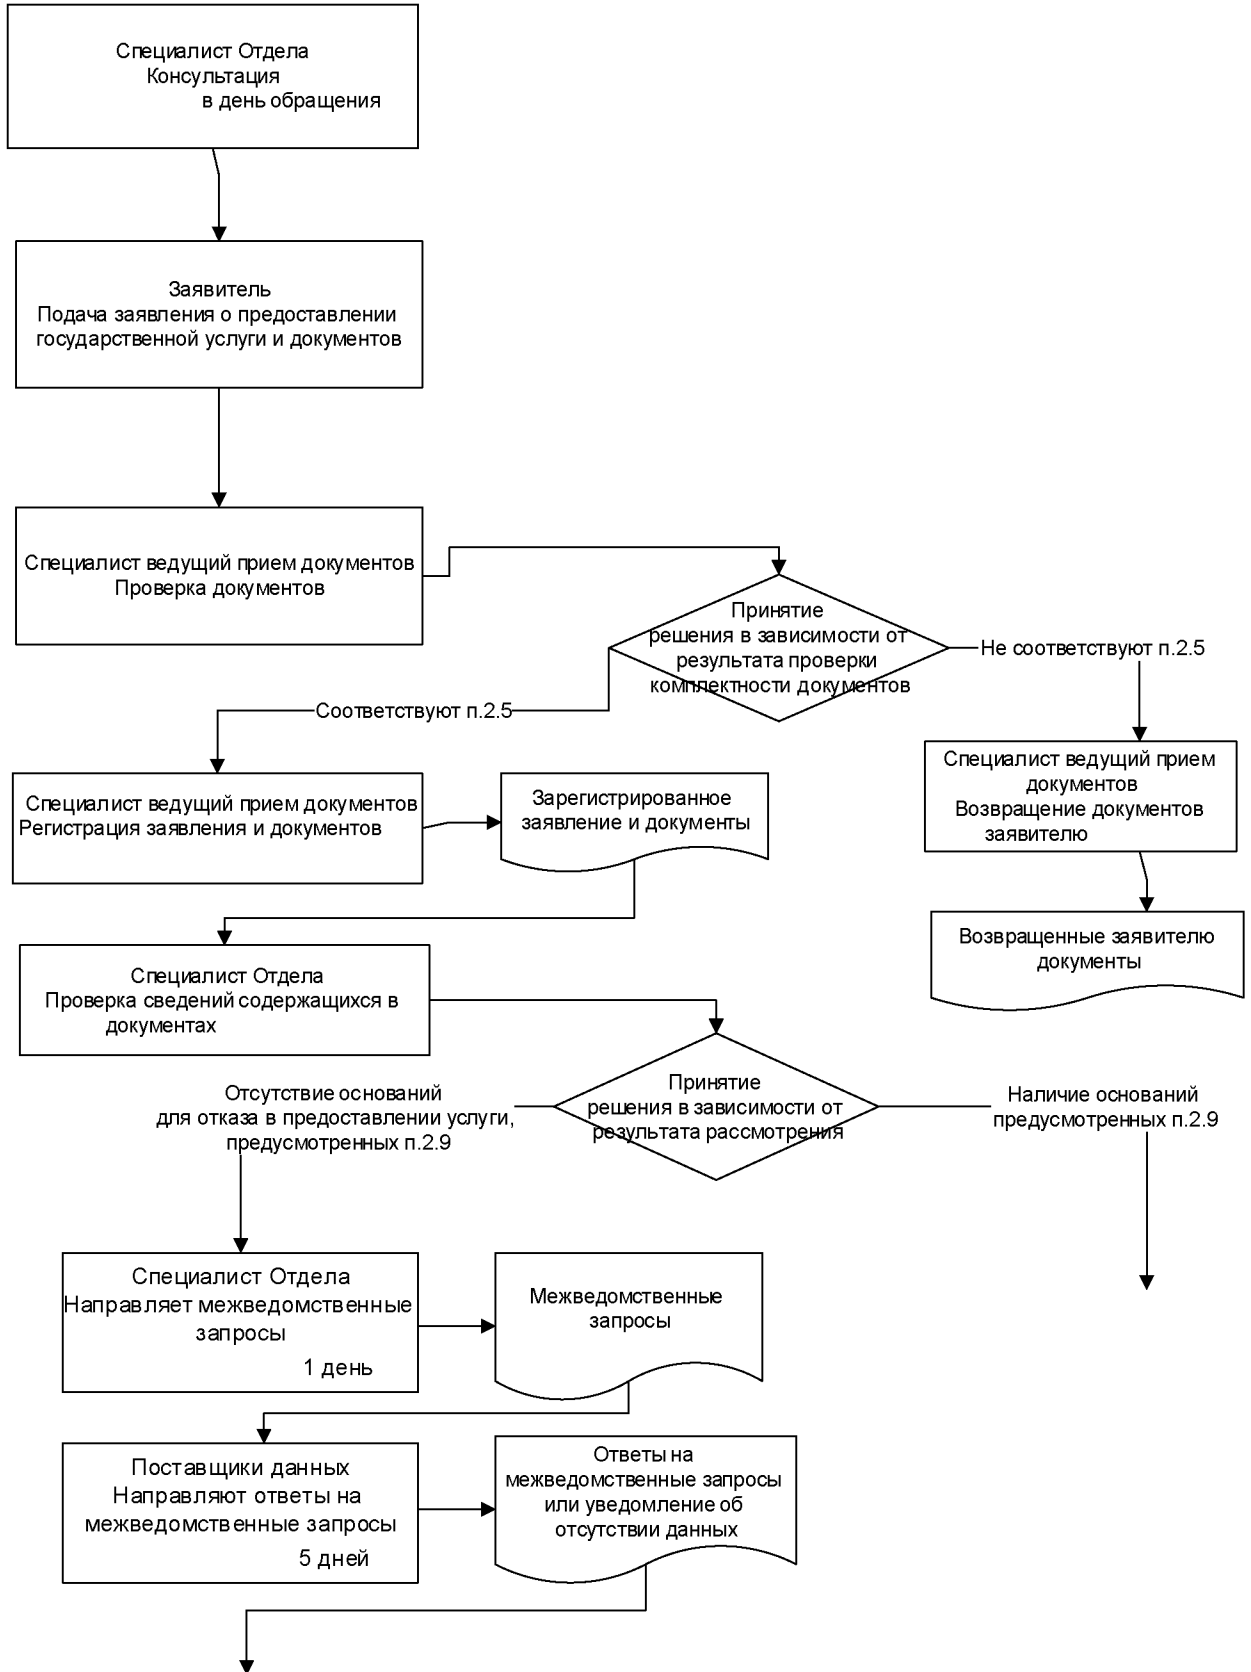 Специалист Отдела
Консультация
в день обращения
Заявитель
Подача заявления о предоставлении
государственной услуги и документов
Специалист ведущий прием документов
Проверка документов
Принятие
решения в зависимости от
результата проверки
комплектности документов
Не соответствуют п.2.5
Соответствуют п.2.5
Специалист ведущий прием
документов
Возвращение документов
заявителю
Специалист ведущий прием документов
Регистрация заявления и документов
Зарегистрированное
заявление и документы
Возвращенные заявителю
документы
Специалист Отдела
Проверка сведений содержащихся в
документах
Принятие
решения в зависимости от
результата рассмотрения
Отсутствие оснований
для отказа в предоставлении услуги,
предусмотренных п.2.9
Наличие оснований
предусмотренных п.2.9
Специалист Отдела
Направляет межведомственные
запросы
1 день
Межведомственные
запросы
Поставщики данных
Направляют ответы на
межведомственные запросы
5 дней
Ответы на
межведомственные запросы
или уведомление об
отсутствии данных